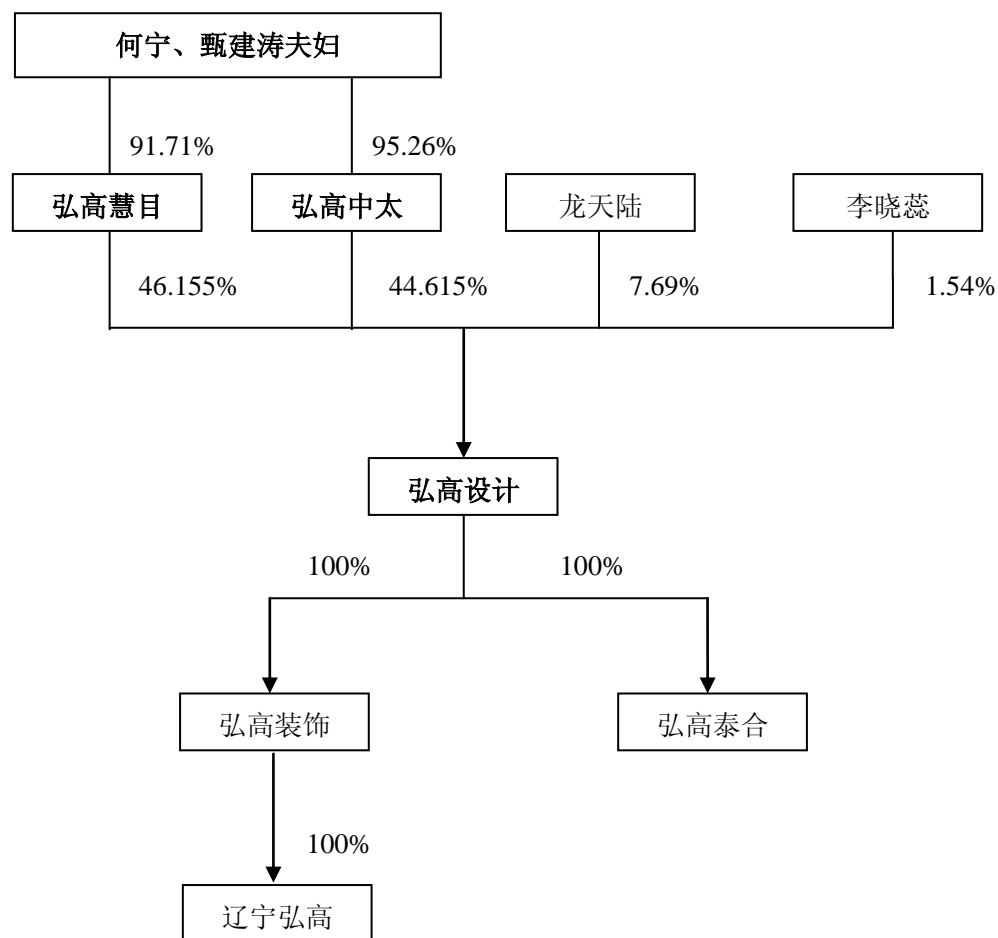 何宁、甄建涛夫妇
91.71%
95.26%
弘高慧目
弘高中太
龙天陆
李晓蕊
46.155%
44.615%
7.69%
1.54%
弘高设计
100%
100%
弘高装饰
弘高泰合
100%
辽宁弘高